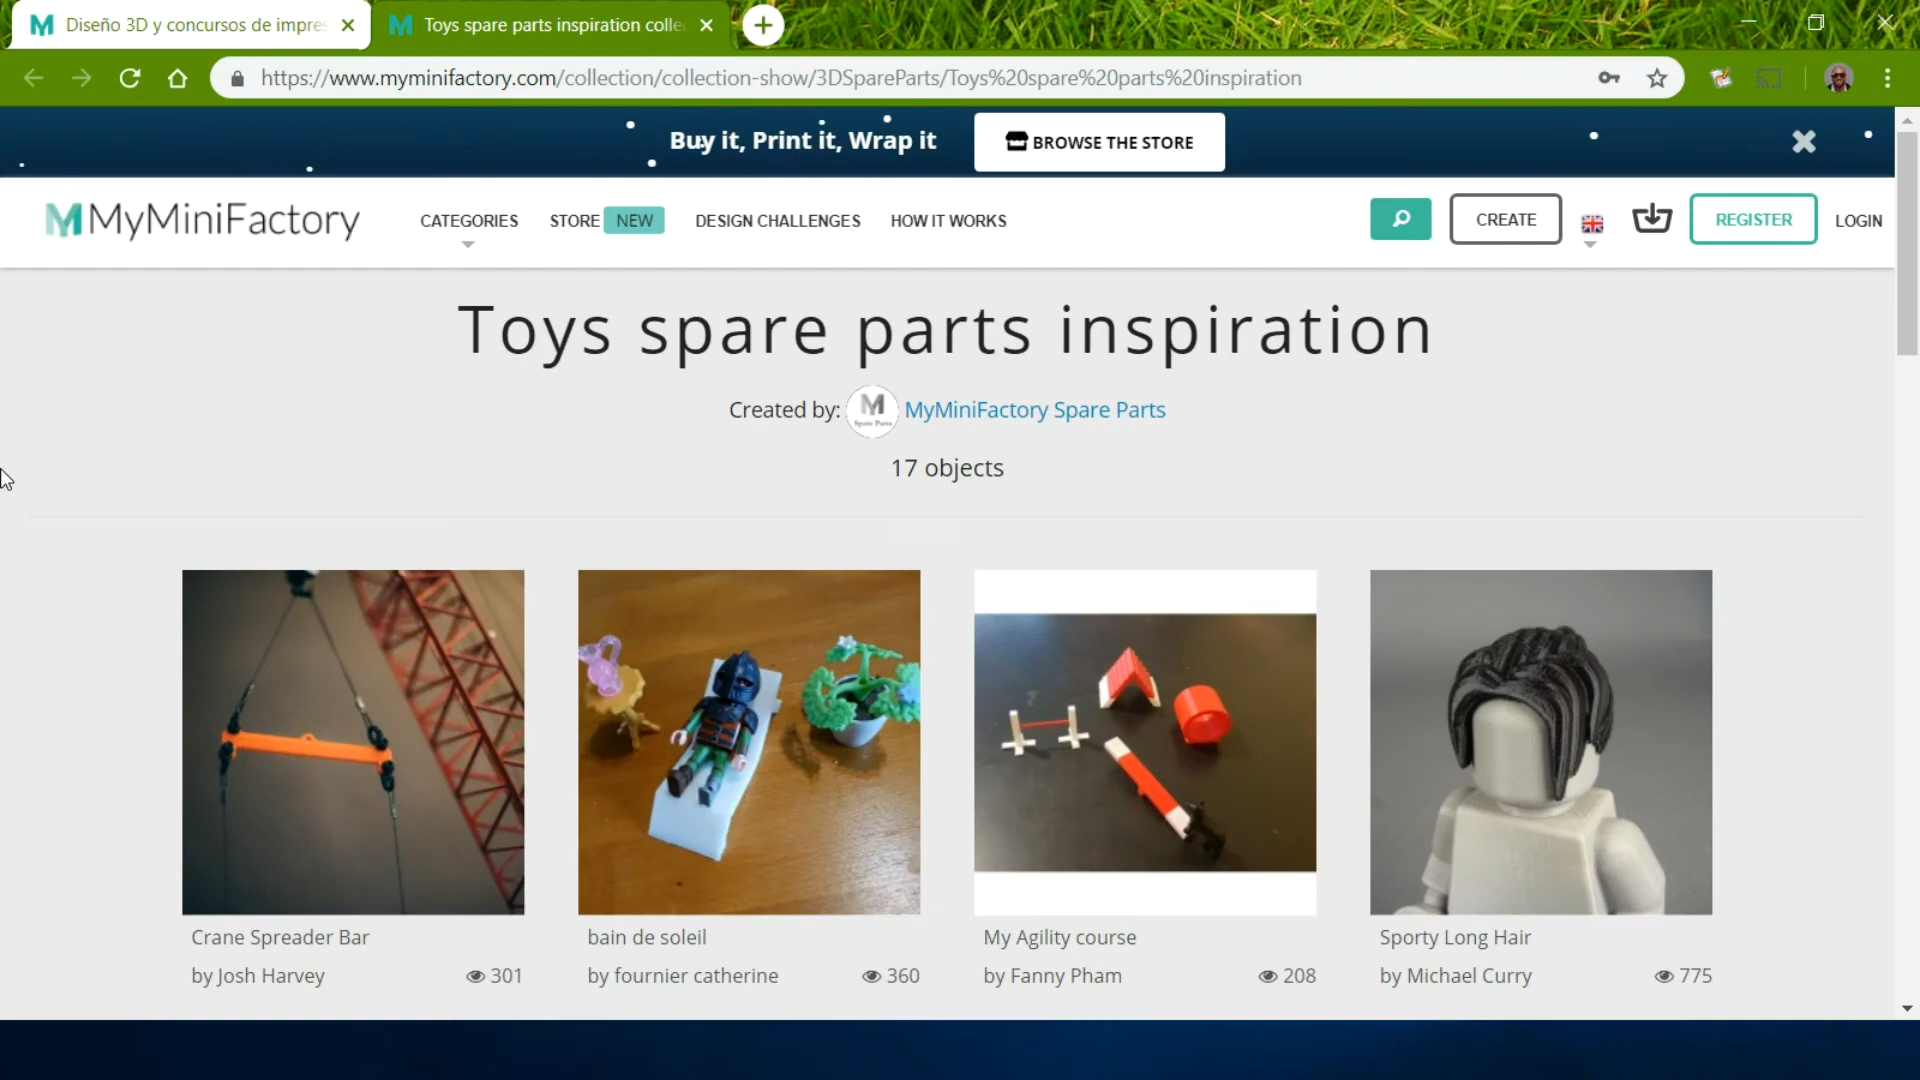 Diseño 3D y concursos de impres
Toys spare parts inspiration colle
https://www.myminifactory.com/collection/collection-show/3DSpareParts/Toys%20spare%20parts%20inspiration
Buy it, Print it, Wrap it
BROWSE THE STORE
MyMiniFactory
CATEGORIES
STORE NEW
DESIGN CHALLENGES
HOW IT WORKS
CREATE
REGISTER
LOGIN
Toys spare parts inspiration
Created by: M Spare Parts MyMiniFactory Spare Parts
17 objects
Crane Spreader Bar
by Josh Harvey 301
bain de soleil
by fournier catherine 360
My Agility course
by Fanny Pham 208
Sporty Long Hair
by Michael Curry 775